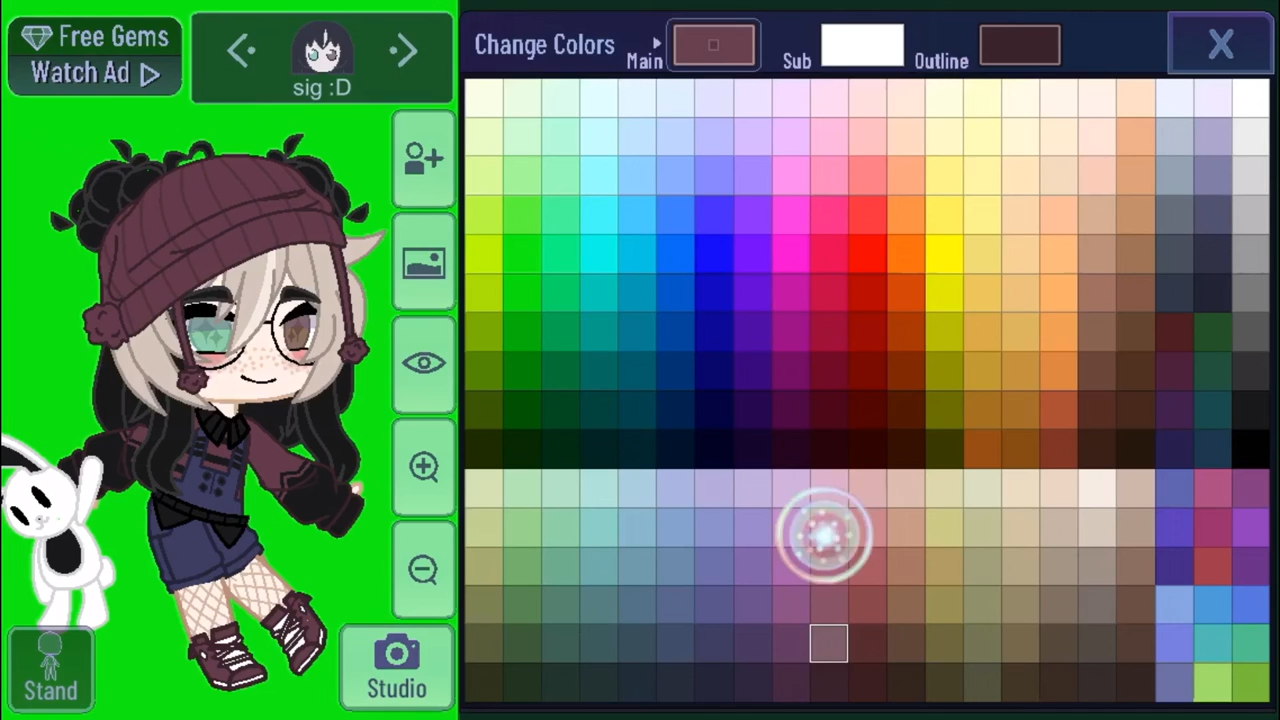 Free Gems
Watch Ad
sig :D
Change Colors
Main
Sub
Outline
X
Stand
Studio